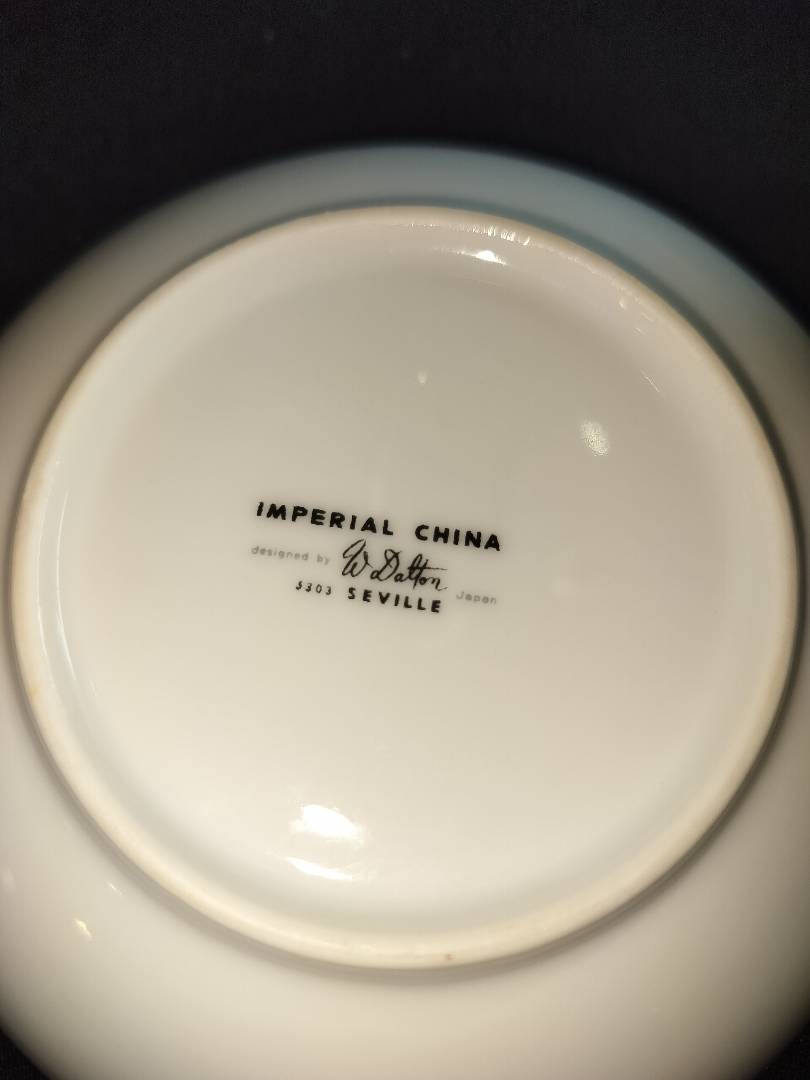 IMPERIAL CHINA
designed by W Dalton
5303 SEVILLE Japan